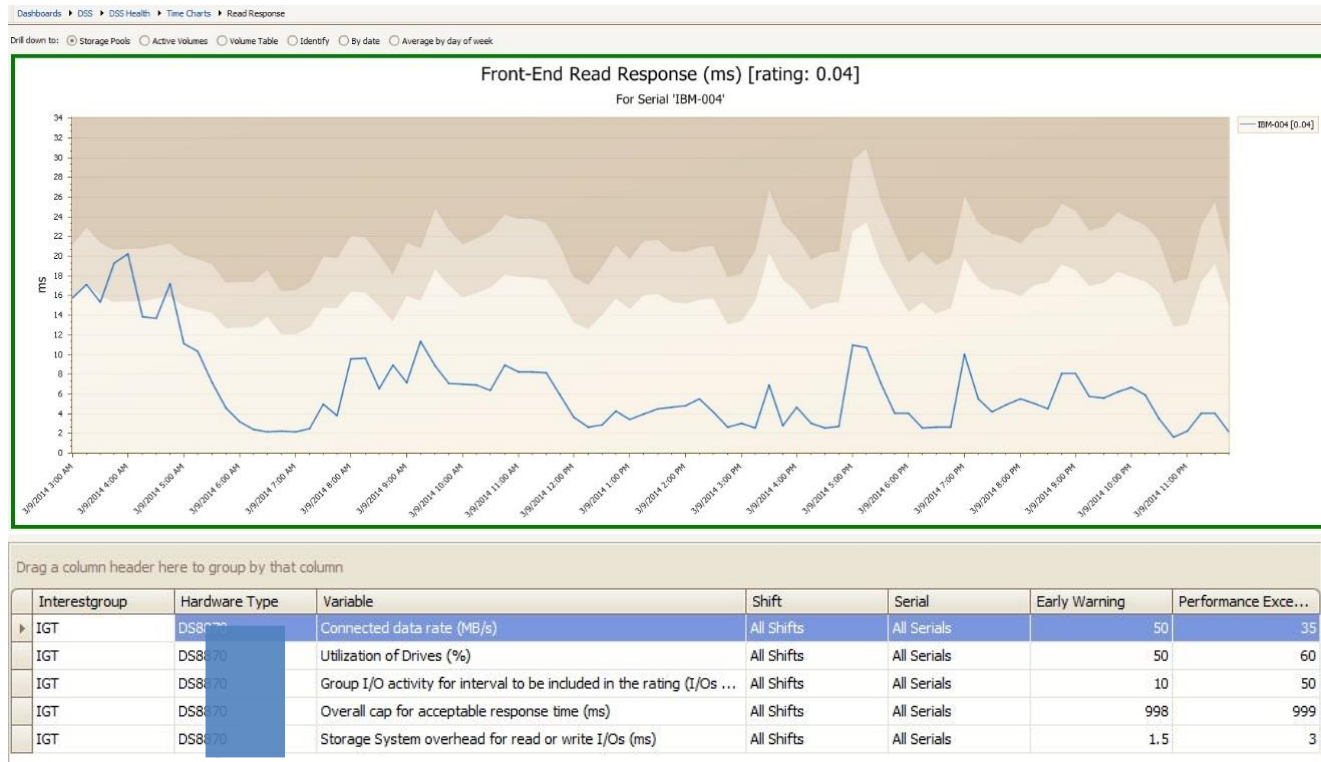 Dashboards ▸ DSS ▸ DSS Health ▸ Time Charts ▸ Read Response
Drill down to: Storage Pools Active Volumes Volume Table Identify By date Average by day of week
Front-End Read Response (ms) [rating: 0.04]
For Serial 'IBM-004'
IBM-004 [0.04]
34
32
30
28
26
24
22
20
18
16
14
12
10
8
6
4
2
0
ms
3/9/2014 3:00 AM
3/9/2014 4:00 AM
3/9/2014 5:00 AM
3/9/2014 6:00 AM
3/9/2014 7:00 AM
3/9/2014 8:00 AM
3/9/2014 9:00 AM
3/9/2014 10:00 AM
3/9/2014 11:00 AM
3/9/2014 12:00 PM
3/9/2014 1:00 PM
3/9/2014 2:00 PM
3/9/2014 3:00 PM
3/9/2014 4:00 PM
3/9/2014 5:00 PM
3/9/2014 6:00 PM
3/9/2014 7:00 PM
3/9/2014 8:00 PM
3/9/2014 9:00 PM
3/9/2014 10:00 PM
3/9/2014 11:00 PM
Drag a column header here to group by that column
Interestgroup Hardware Type Variable Shift Serial Early Warning Performance Exce...
IGT DS8870 Connected data rate (MB/s) All Shifts All Serials 50 35
IGT DS8870 Utilization of Drives (%) All Shifts All Serials 50 60
IGT DS8870 Group I/O activity for interval to be included in the rating (I/Os ... All Shifts All Serials 10 50
IGT DS8870 Overall cap for acceptable response time (ms) All Shifts All Serials 998 999
IGT DS8870 Storage System overhead for read or write I/Os (ms) All Shifts All Serials 1.5 3